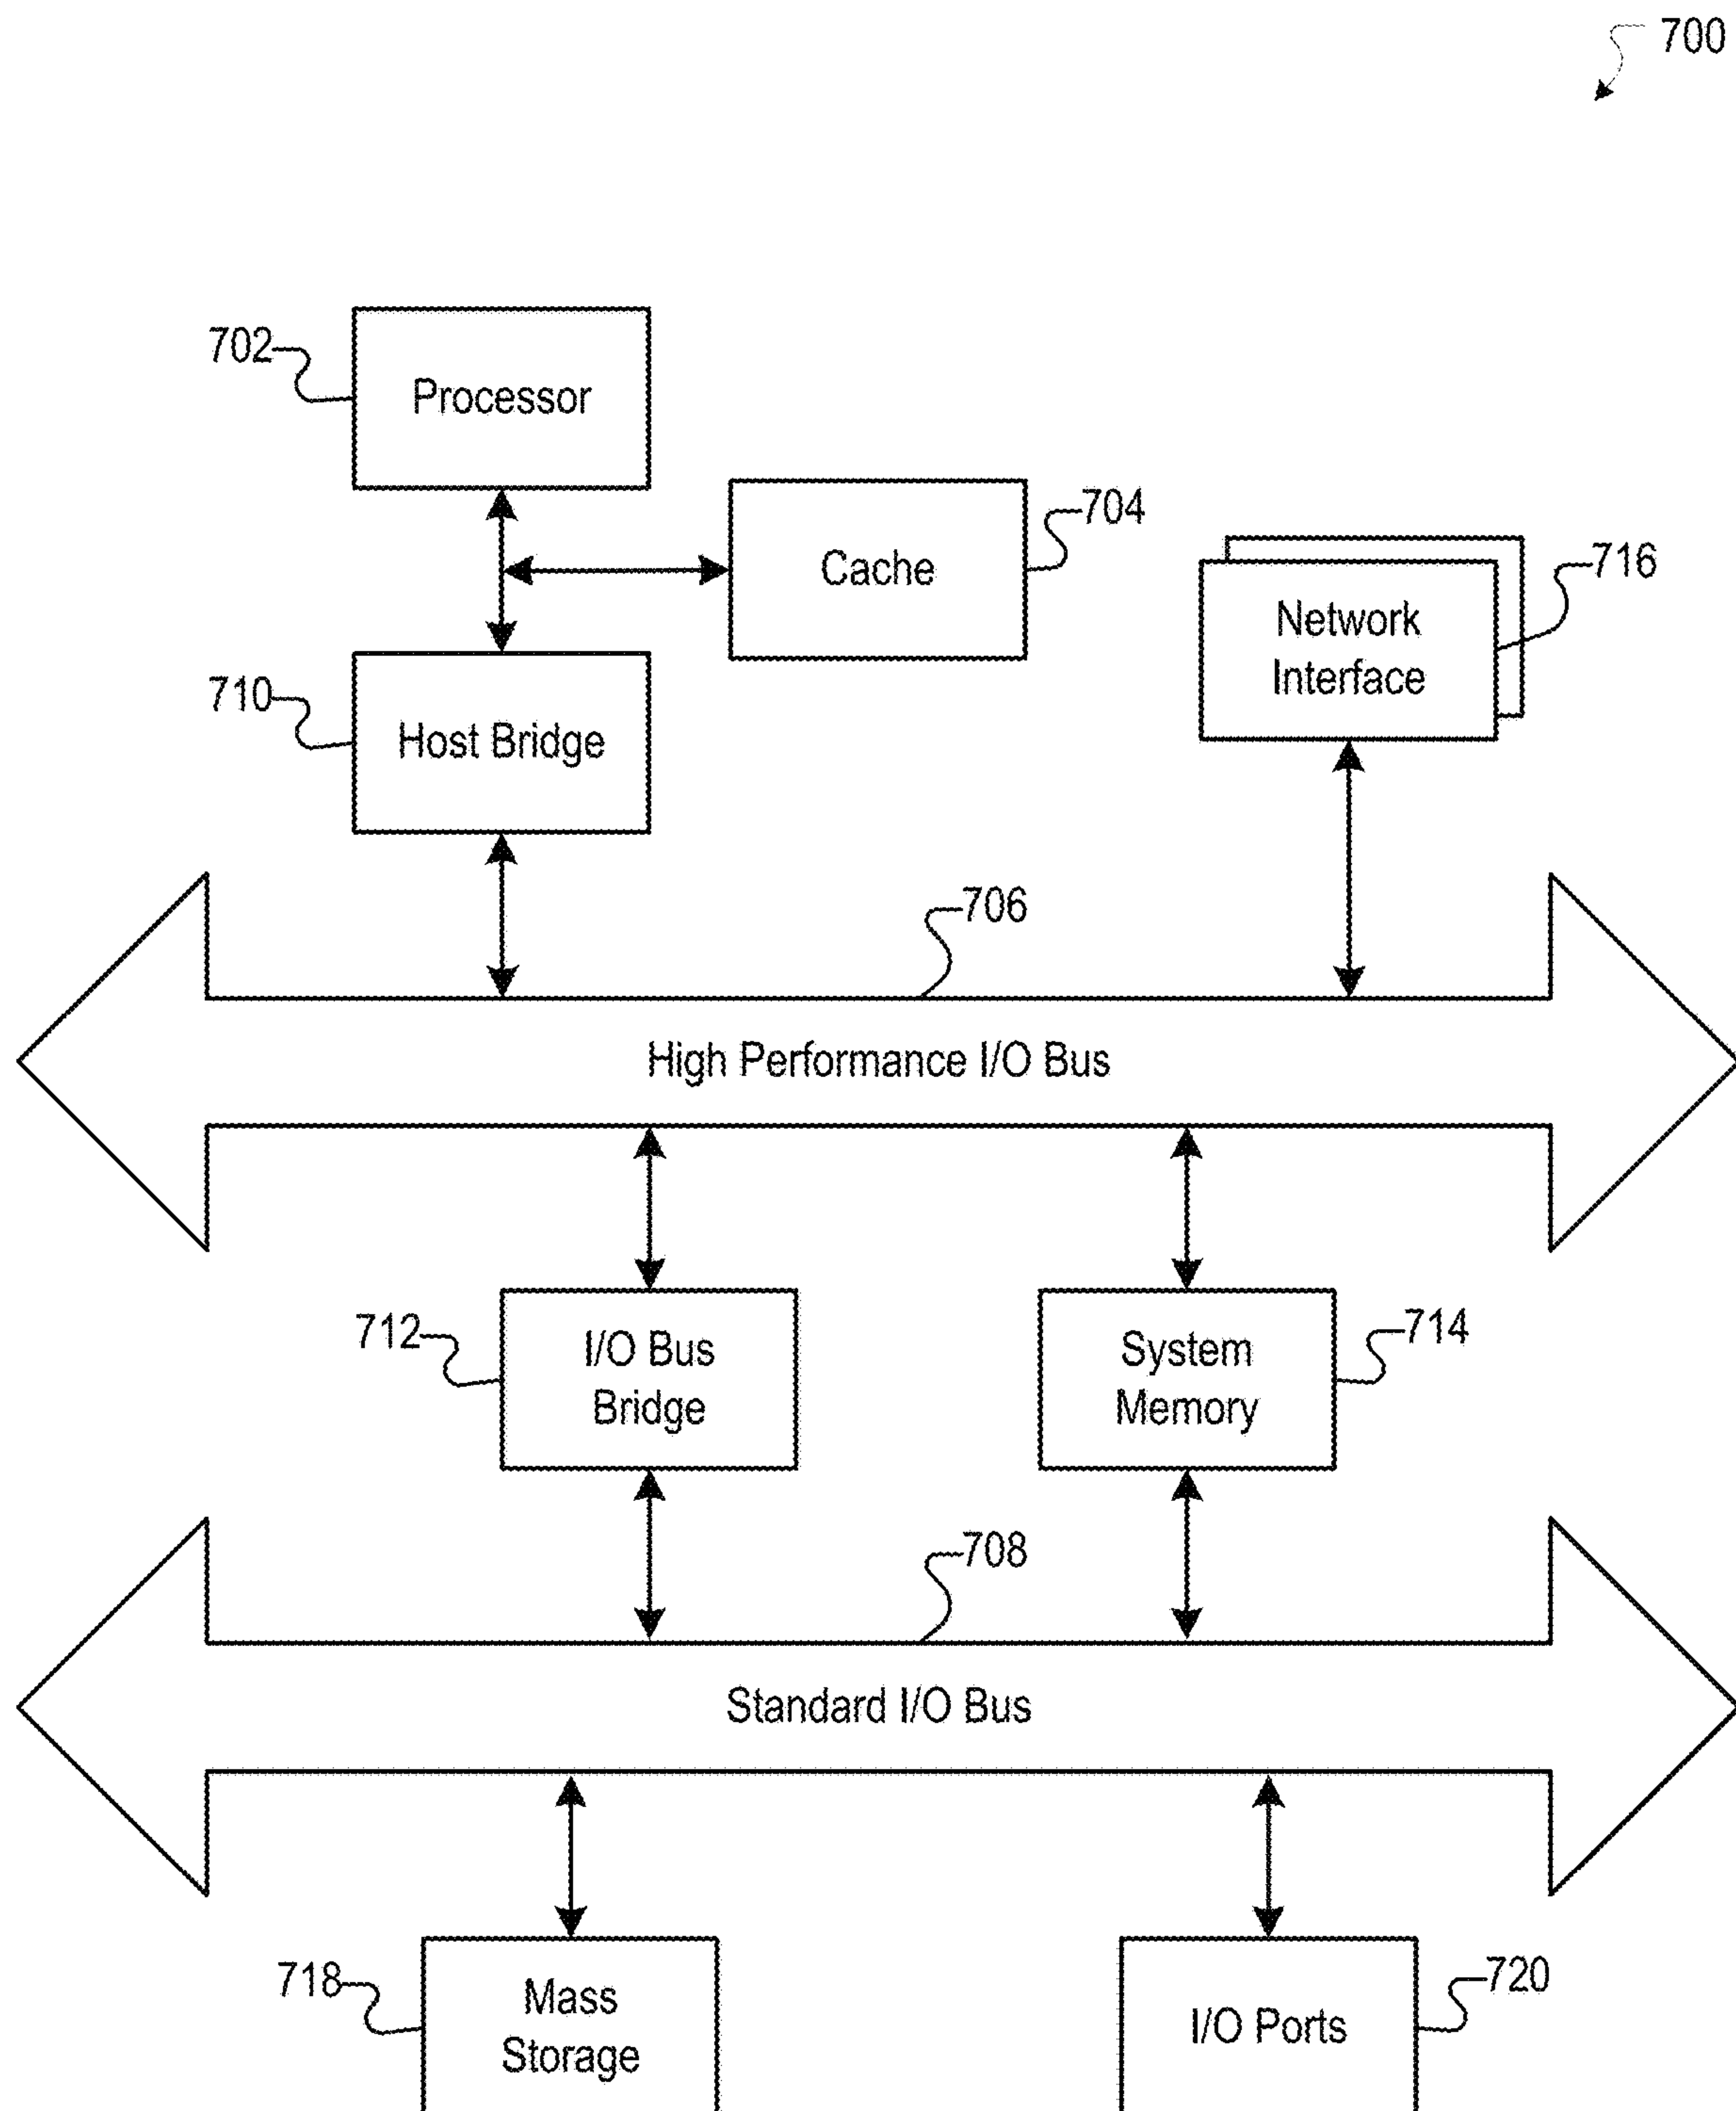 700
702
Processor
704
Cache
716
Network
Interface
710
Host Bridge
706
High Performance I/O Bus
712
I/O Bus
Bridge
System
Memory
714
708
Standard I/O Bus
718
Mass
Storage
I/O Ports
720